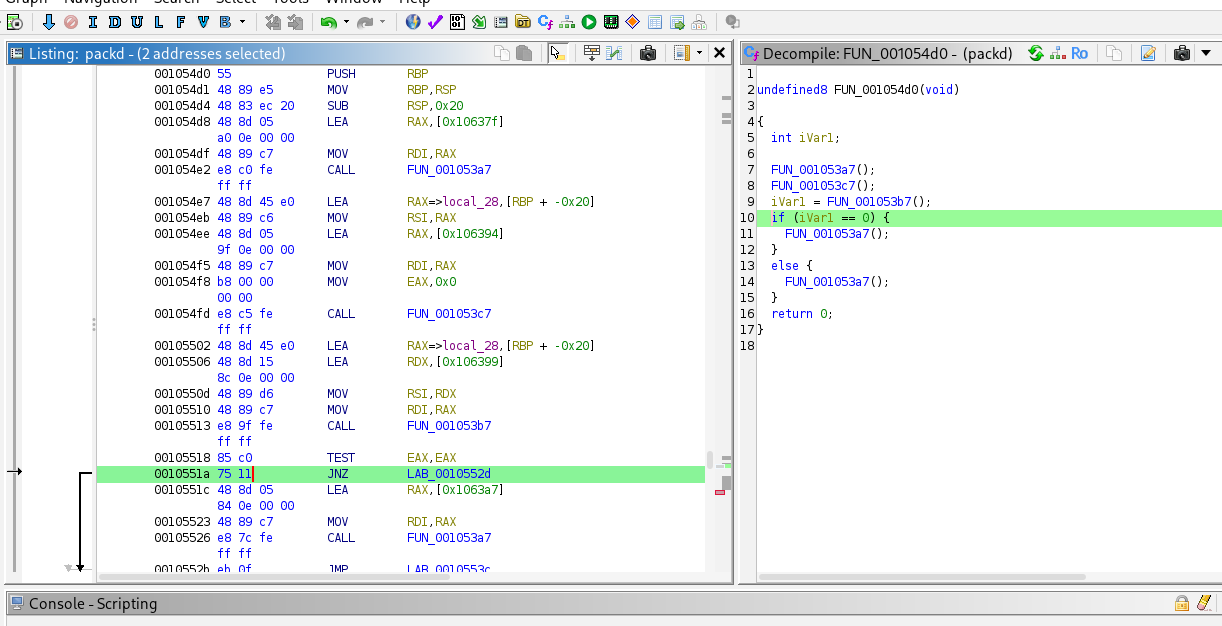 Graph Navigation Search Select Tools Window Help
I D U L F V B
Listing: packd - (2 addresses selected)
001054d0 55 PUSH RBP
001054d1 48 89 e5 MOV RBP,RSP
001054d4 48 83 ec 20 SUB RSP,0x20
001054d8 48 8d 05 LEA RAX,[0x10637f]
a0 0e 00 00
001054df 48 89 c7 MOV RDI,RAX
001054e2 e8 c0 fe CALL FUN_001053a7
ff ff
001054e7 48 8d 45 e0 LEA RAX=>local_28,[RBP + -0x20]
001054eb 48 89 c6 MOV RSI,RAX
001054ee 48 8d 05 LEA RAX,[0x106394]
9f 0e 00 00
001054f5 48 89 c7 MOV RDI,RAX
001054f8 b8 00 00 MOV EAX,0x0
00 00
001054fd e8 c5 fe CALL FUN_001053c7
ff ff
00105502 48 8d 45 e0 LEA RAX=>local_28,[RBP + -0x20]
00105506 48 8d 15 LEA RDX,[0x106399]
8c 0e 00 00
0010550d 48 89 d6 MOV RSI,RDX
00105510 48 89 c7 MOV RDI,RAX
00105513 e8 9f fe CALL FUN_001053b7
ff ff
00105518 85 c0 TEST EAX,EAX
0010551a 75 11 JNZ LAB_0010552d
0010551c 48 8d 05 LEA RAX,[0x1063a7]
84 0e 00 00
00105523 48 89 c7 MOV RDI,RAX
00105526 e8 7c fe CALL FUN_001053a7
ff ff
0010552b eb 0f JMP LAB_0010553c
Decompile: FUN_001054d0 - (packd)
Ro
1
2 undefined8 FUN_001054d0(void)
3
4 {
5 int iVar1;
6
7 FUN_001053a7();
8 FUN_001053c7();
9 iVar1 = FUN_001053b7();
10 if (iVar1 == 0) {
11 FUN_001053a7();
12 }
13 else {
14 FUN_001053a7();
15 }
16 return 0;
17 }
18
Console - Scripting